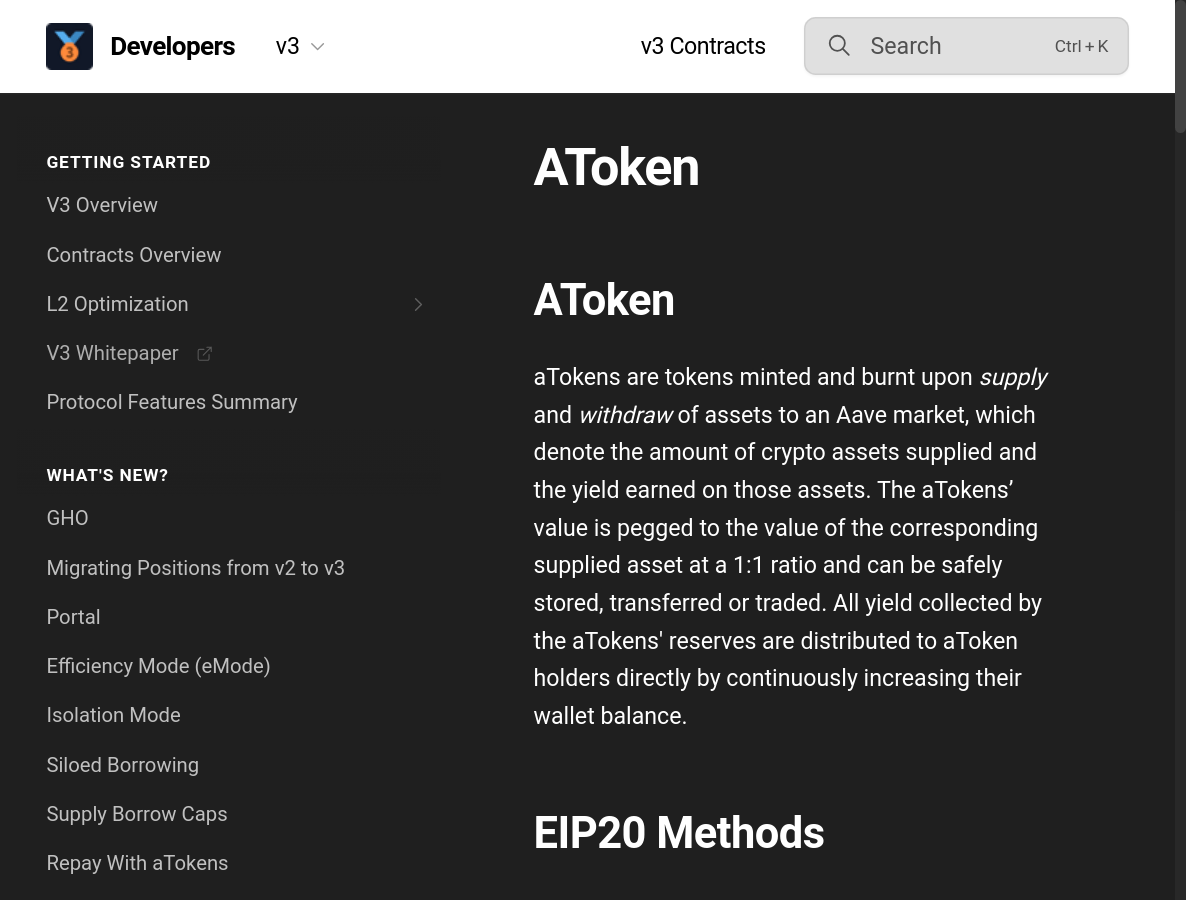 3
Developers
v3
v3 Contracts
Search
Ctrl + K
GETTING STARTED
V3 Overview
Contracts Overview
L2 Optimization
V3 Whitepaper
Protocol Features Summary
WHAT'S NEW?
GHO
Migrating Positions from v2 to v3
Portal
Efficiency Mode (eMode)
Isolation Mode
Siloed Borrowing
Supply Borrow Caps
Repay With aTokens
AToken
AToken
aTokens are tokens minted and burnt upon supply
and withdraw of assets to an Aave market, which
denote the amount of crypto assets supplied and
the yield earned on those assets. The aTokens’
value is pegged to the value of the corresponding
supplied asset at a 1:1 ratio and can be safely
stored, transferred or traded. All yield collected by
the aTokens' reserves are distributed to aToken
holders directly by continuously increasing their
wallet balance.
EIP20 Methods